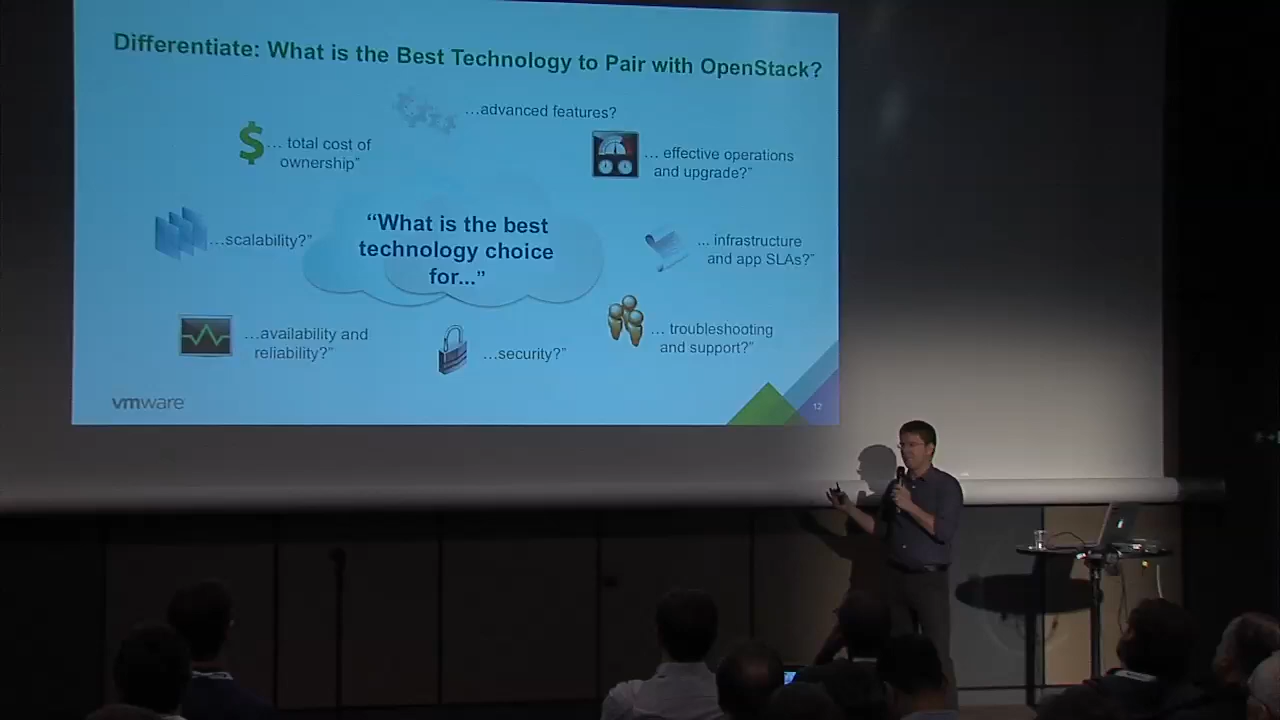 Differentiate: What is the Best Technology to Pair with OpenStack?
...advanced features?
... total cost of
ownership"
... effective operations
and upgrade?"
"What is the best
technology choice
for..."
...scalability?"
... infrastructure
and app SLAs?"
...availability and
reliability?"
...security?"
... troubleshooting
and support?"
vmware
12